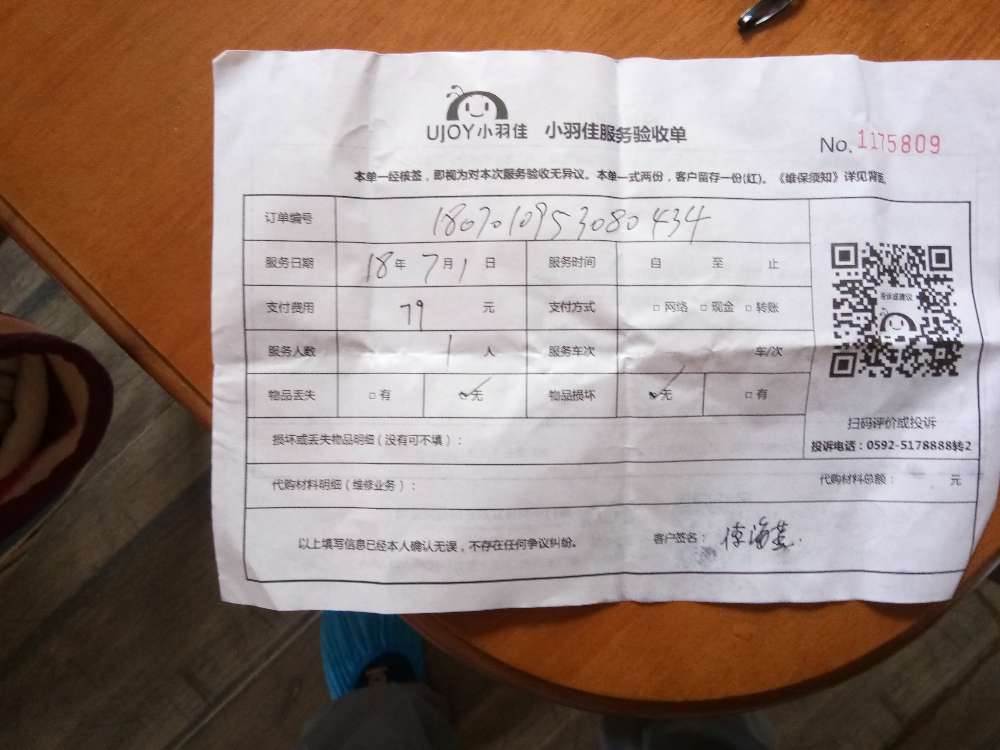 UJOY小羽佳 小羽佳服务验收单
No. 1175809
本单一经核签，即视为对本次服务验收无异议。本单一式两份，客户留存一份(红)。《维保须知》详见背面
订单编号 1807010953080434
服务日期 18年 7月1日 服务时间 自 至 止
支付费用 79 元 支付方式 □网络 □现金 □转账
服务人数 1 人 服务车次 车/次
物品丢失 □有 ✓无 物品损坏 ✓无 □有
投诉或建议
扫码评价或投诉
投诉电话：0592-5178888转2
损坏或丢失物品明细（没有可不填）：
代购材料明细（维修业务）： 代购材料总额： 元
以上填写信息已经本人确认无误，不存在任何争议纠纷。 客户签名：